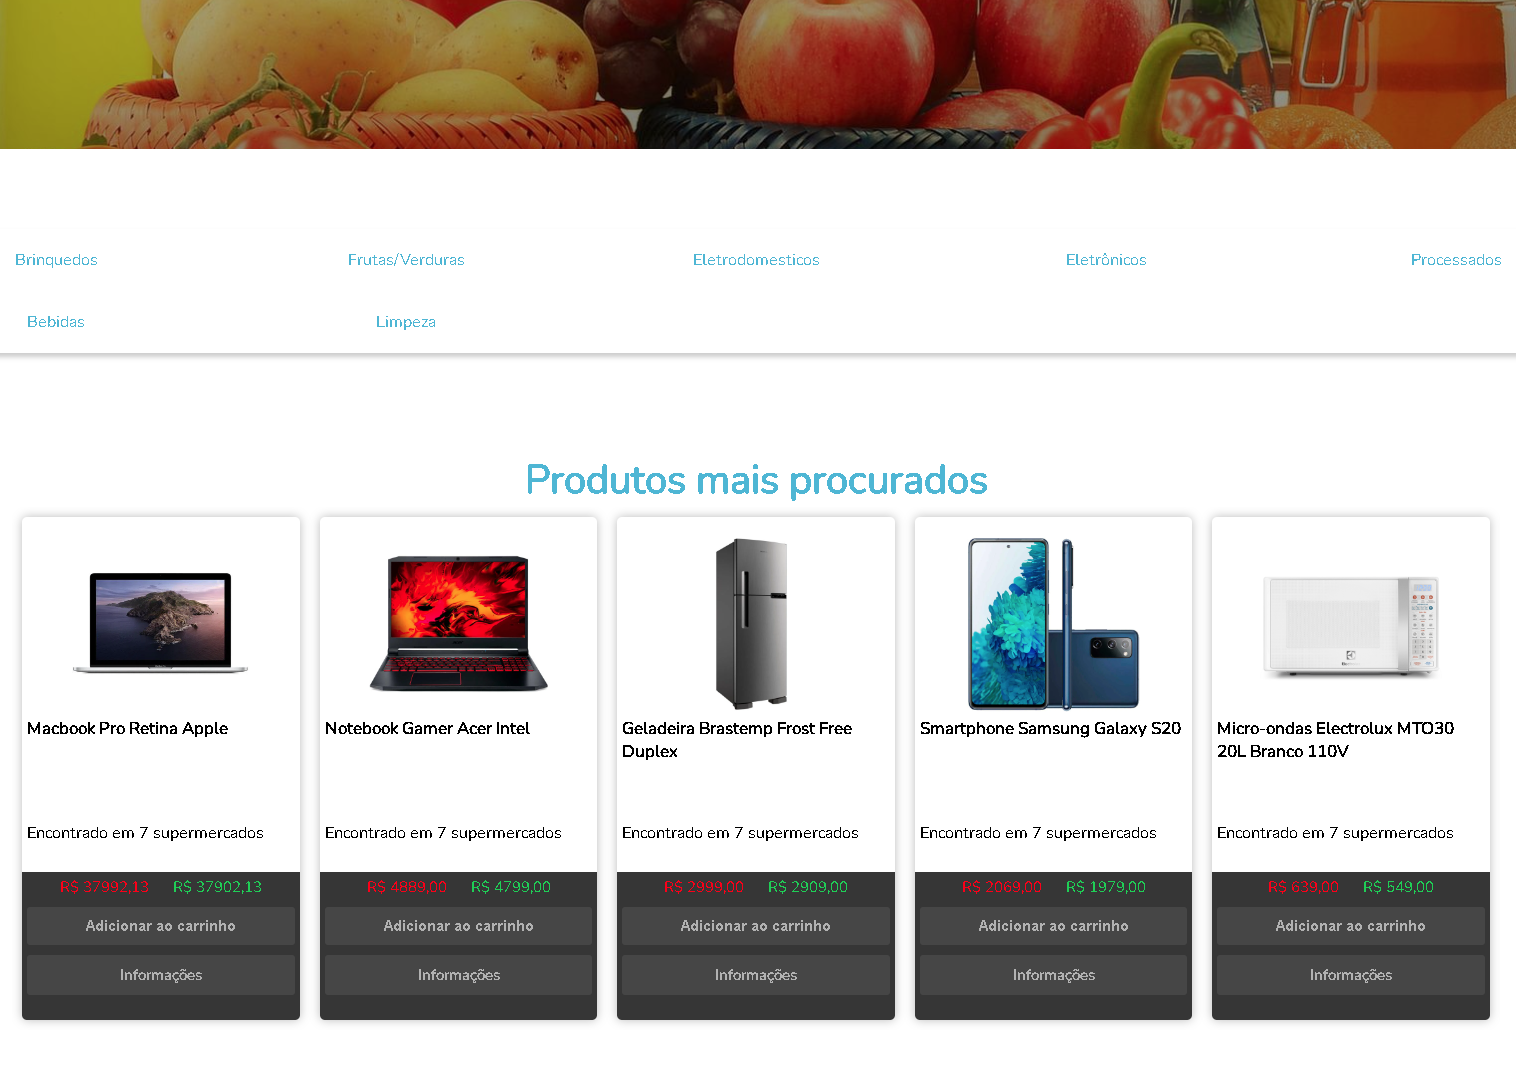 Brinquedos Frutas/Verduras Eletrodomesticos Eletrônicos Processados
Bebidas Limpeza
Produtos mais procurados
Macbook Pro Retina Apple
Encontrado em 7 supermercados
R$ 37992,13 R$ 37902,13
Adicionar ao carrinho
Informações
Notebook Gamer Acer Intel
Encontrado em 7 supermercados
R$ 4889,00 R$ 4799,00
Adicionar ao carrinho
Informações
Geladeira Brastemp Frost Free
Duplex
Encontrado em 7 supermercados
R$ 2999,00 R$ 2909,00
Adicionar ao carrinho
Informações
Smartphone Samsung Galaxy S20
Encontrado em 7 supermercados
R$ 2069,00 R$ 1979,00
Adicionar ao carrinho
Informações
Micro-ondas Electrolux MTO30
20L Branco 110V
Encontrado em 7 supermercados
R$ 639,00 R$ 549,00
Adicionar ao carrinho
Informações